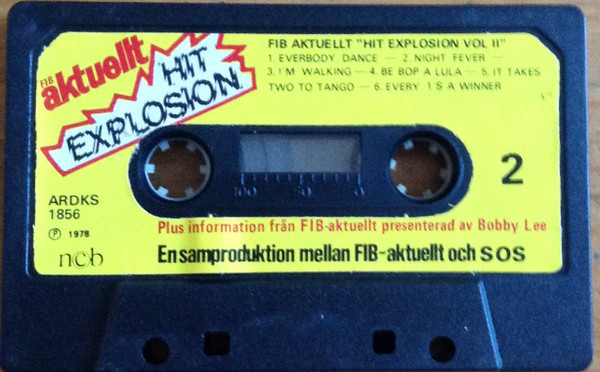 FIB
aktuellt
HIT
EXPLOSION
FIB AKTUELLT "HIT EXPLOSION VOL II"
1. EVERBODY DANCE — 2. NIGHT FEVER —
3. I'M WALKING — 4. BE BOP A LULA — 5. IT TAKES
TWO TO TANGO — 6. EVERY 1'S A WINNER
2
100 50 0
ARDKS
1856
Ⓟ 1978
ncb
Plus information från FIB-aktuellt presenterad av Bobby Lee
En samproduktion mellan FIB-aktuellt och SOS